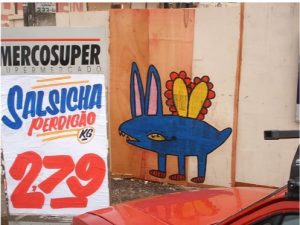 MERCOSUPER
SUPERMERCADO
SALSICHA
PERDIGÃO
KG
2,79